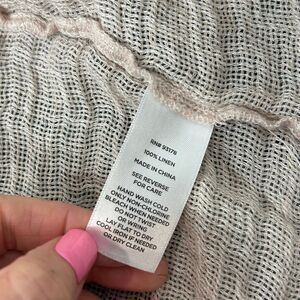 RN# 93178
100% LINEN
MADE IN CHINA
SEE REVERSE
FOR CARE
HAND WASH COLD
ONLY NON-CHLORINE
BLEACH WHEN NEEDED
DO NOT TWIST
OR WRING
LAY FLAT TO DRY
COOL IRON IF NEEDED
OR DRY CLEAN